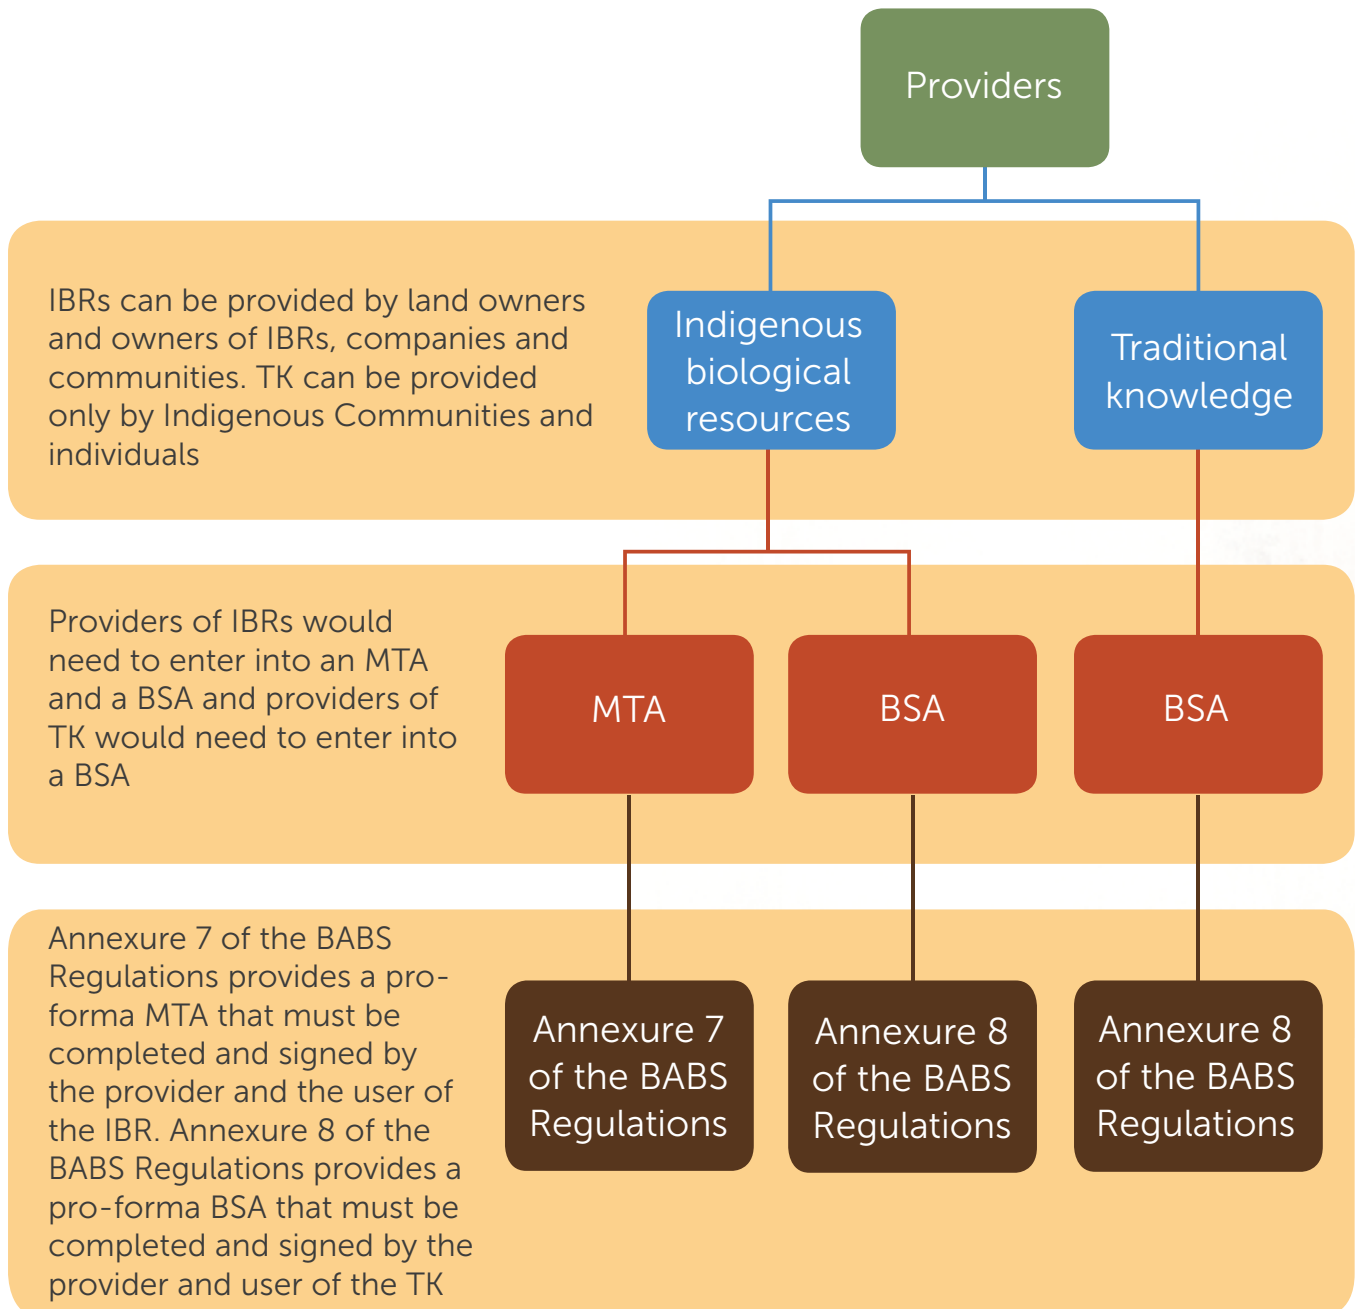 Providers
IBRs can be provided by land owners
and owners of IBRs, companies and
communities. TK can be provided
only by Indigenous Communities and
individuals
Indigenous
biological
resources
Traditional
knowledge
Providers of IBRs would
need to enter into an MTA
and a BSA and providers of
TK would need to enter into
a BSA
MTA
BSA
BSA
Annexure 7 of the BABS
Regulations provides a pro-
forma MTA that must be
completed and signed by
the provider and the user of
the IBR. Annexure 8 of the
BABS Regulations provides a
pro-forma BSA that must be
completed and signed by the
provider and user of the TK
Annexure 7
of the BABS
Regulations
Annexure 8
of the BABS
Regulations
Annexure 8
of the BABS
Regulations